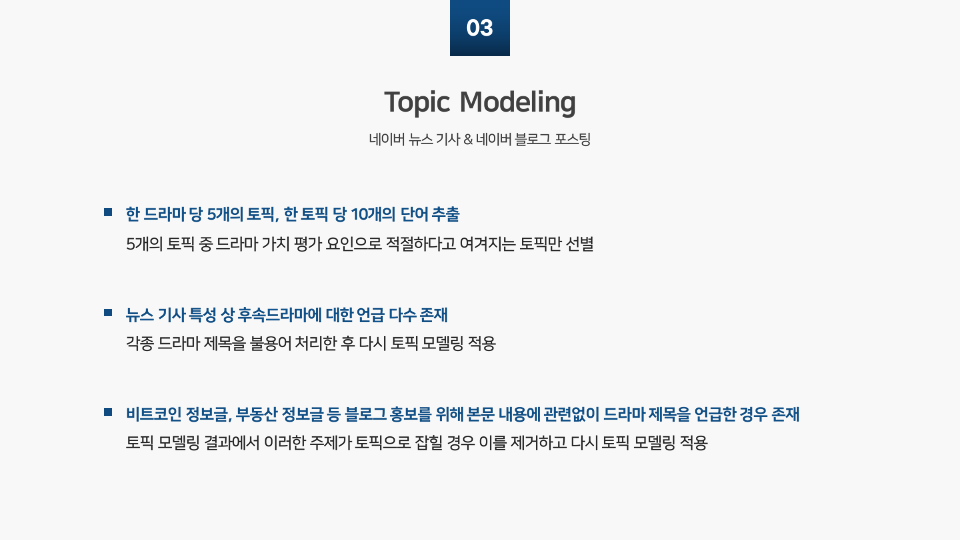 03
Topic Modeling
네이버 뉴스 기사 & 네이버 블로그 포스팅
한 드라마 당 5개의 토픽, 한 토픽 당 10개의 단어 추출
5개의 토픽 중 드라마 가치 평가 요인으로 적절하다고 여겨지는 토픽만 선별
뉴스 기사 특성 상 후속드라마에 대한 언급 다수 존재
각종 드라마 제목을 불용어 처리한 후 다시 토픽 모델링 적용
비트코인 정보글, 부동산 정보글 등 블로그 홍보를 위해 본문 내용에 관련없이 드라마 제목을 언급한 경우 존재
토픽 모델링 결과에서 이러한 주제가 토픽으로 잡힐 경우 이를 제거하고 다시 토픽 모델링 적용